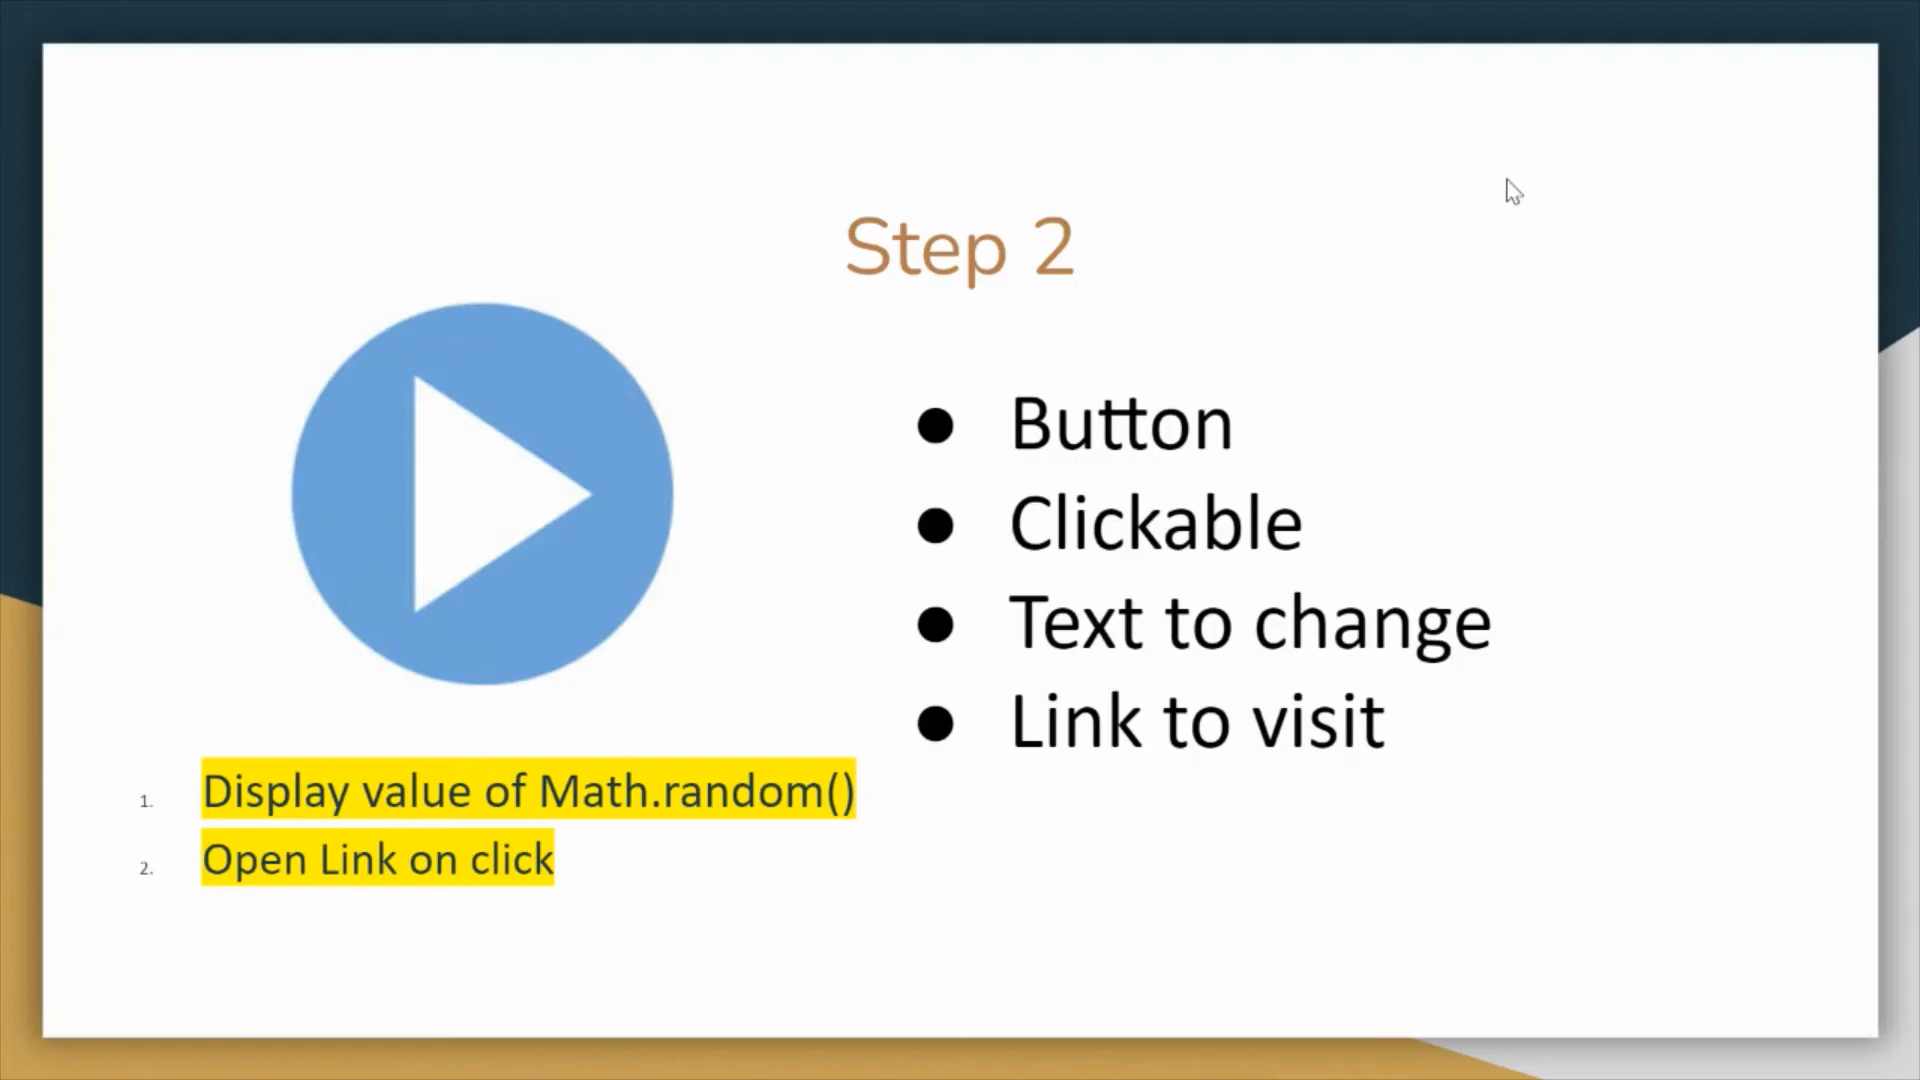 Step 2
● Button
● Clickable
● Text to change
● Link to visit
1. Display value of Math.random()
2. Open Link on click